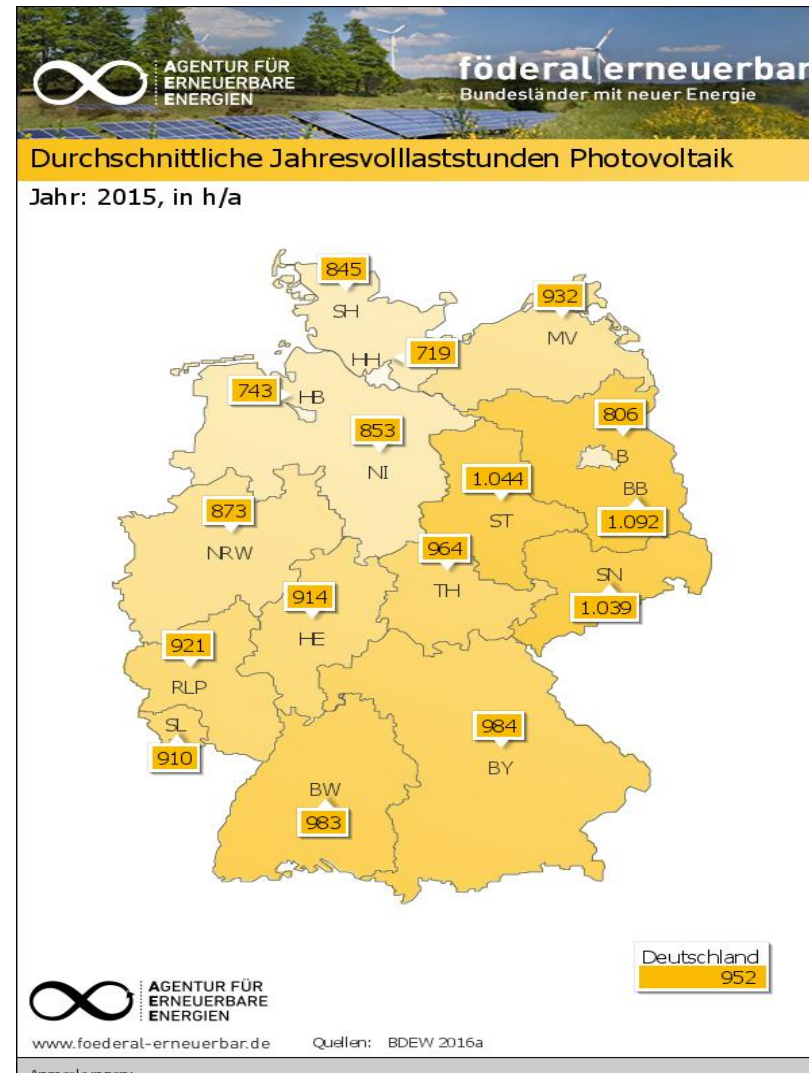 AGENTUR FÜR
ERNEUERBARE
ENERGIEN
föderal erneuerbar
Bundesländer mit neuer Energie
Durchschnittliche Jahresvolllaststunden Photovoltaik
Jahr: 2015, in h/a
845
SH
932
MV
HH
719
743
HB
853
NI
806
B
BB
1.092
1.044
ST
873
NRW
964
TH
SN
1.039
914
HE
921
RLP
SL
910
984
BY
BW
983
Deutschland
952
AGENTUR FÜR
ERNEUERBARE
ENERGIEN
www.foederal-erneuerbar.de Quellen: BDEW 2016a